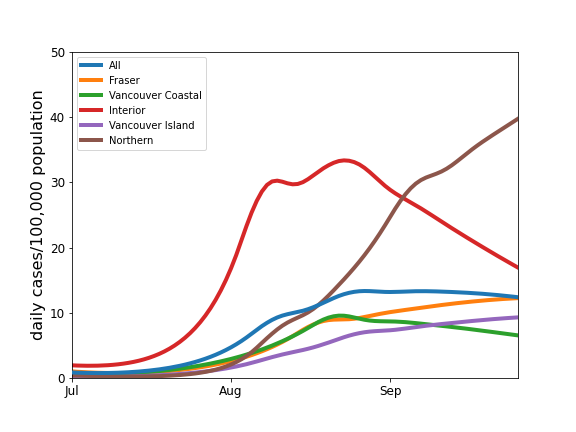 50
40
30
20
10
0
daily cases/100,000 population
All
Fraser
Vancouver Coastal
Interior
Vancouver Island
Northern
Jul
Aug
Sep